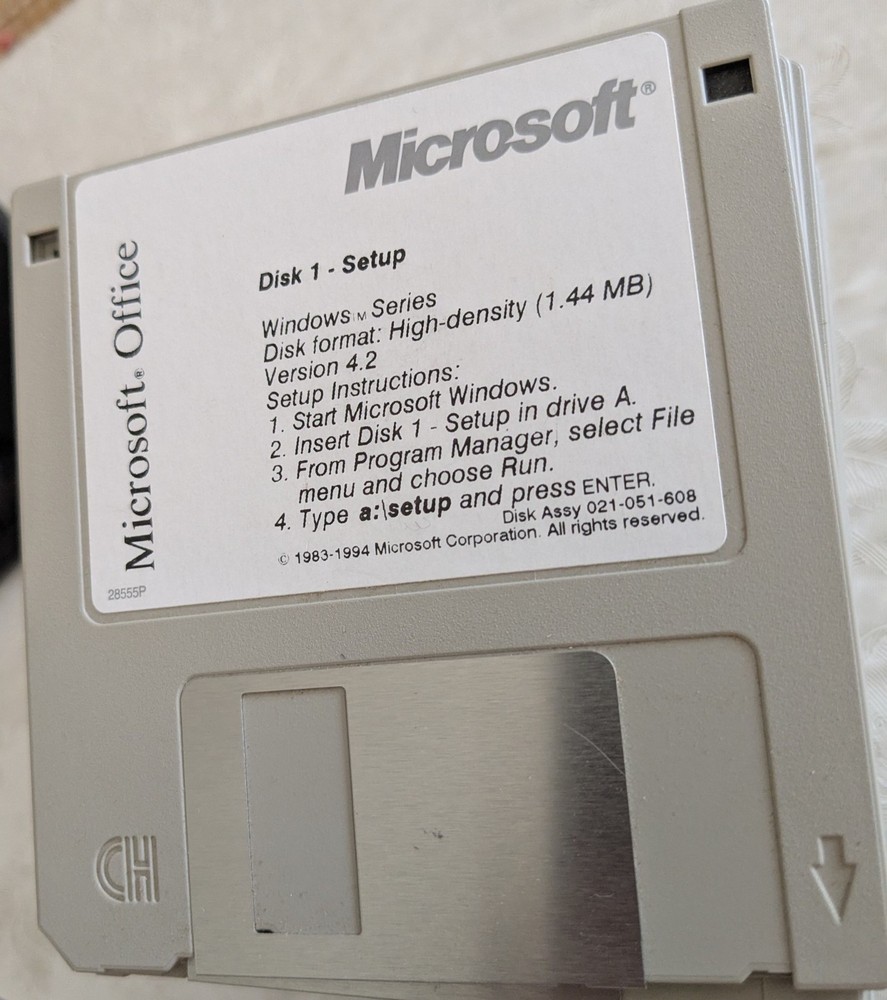 Microsoft®
Microsoft® Office
Disk 1 - Setup
Windows™ Series
Disk format: High-density (1.44 MB)
Version 4.2
Setup Instructions:
1. Start Microsoft Windows.
2. Insert Disk 1 - Setup in drive A.
3. From Program Manager, select File
menu and choose Run.
4. Type a:\setup and press ENTER.
Disk Assy 021-051-608
© 1983-1994 Microsoft Corporation. All rights reserved.
28555P